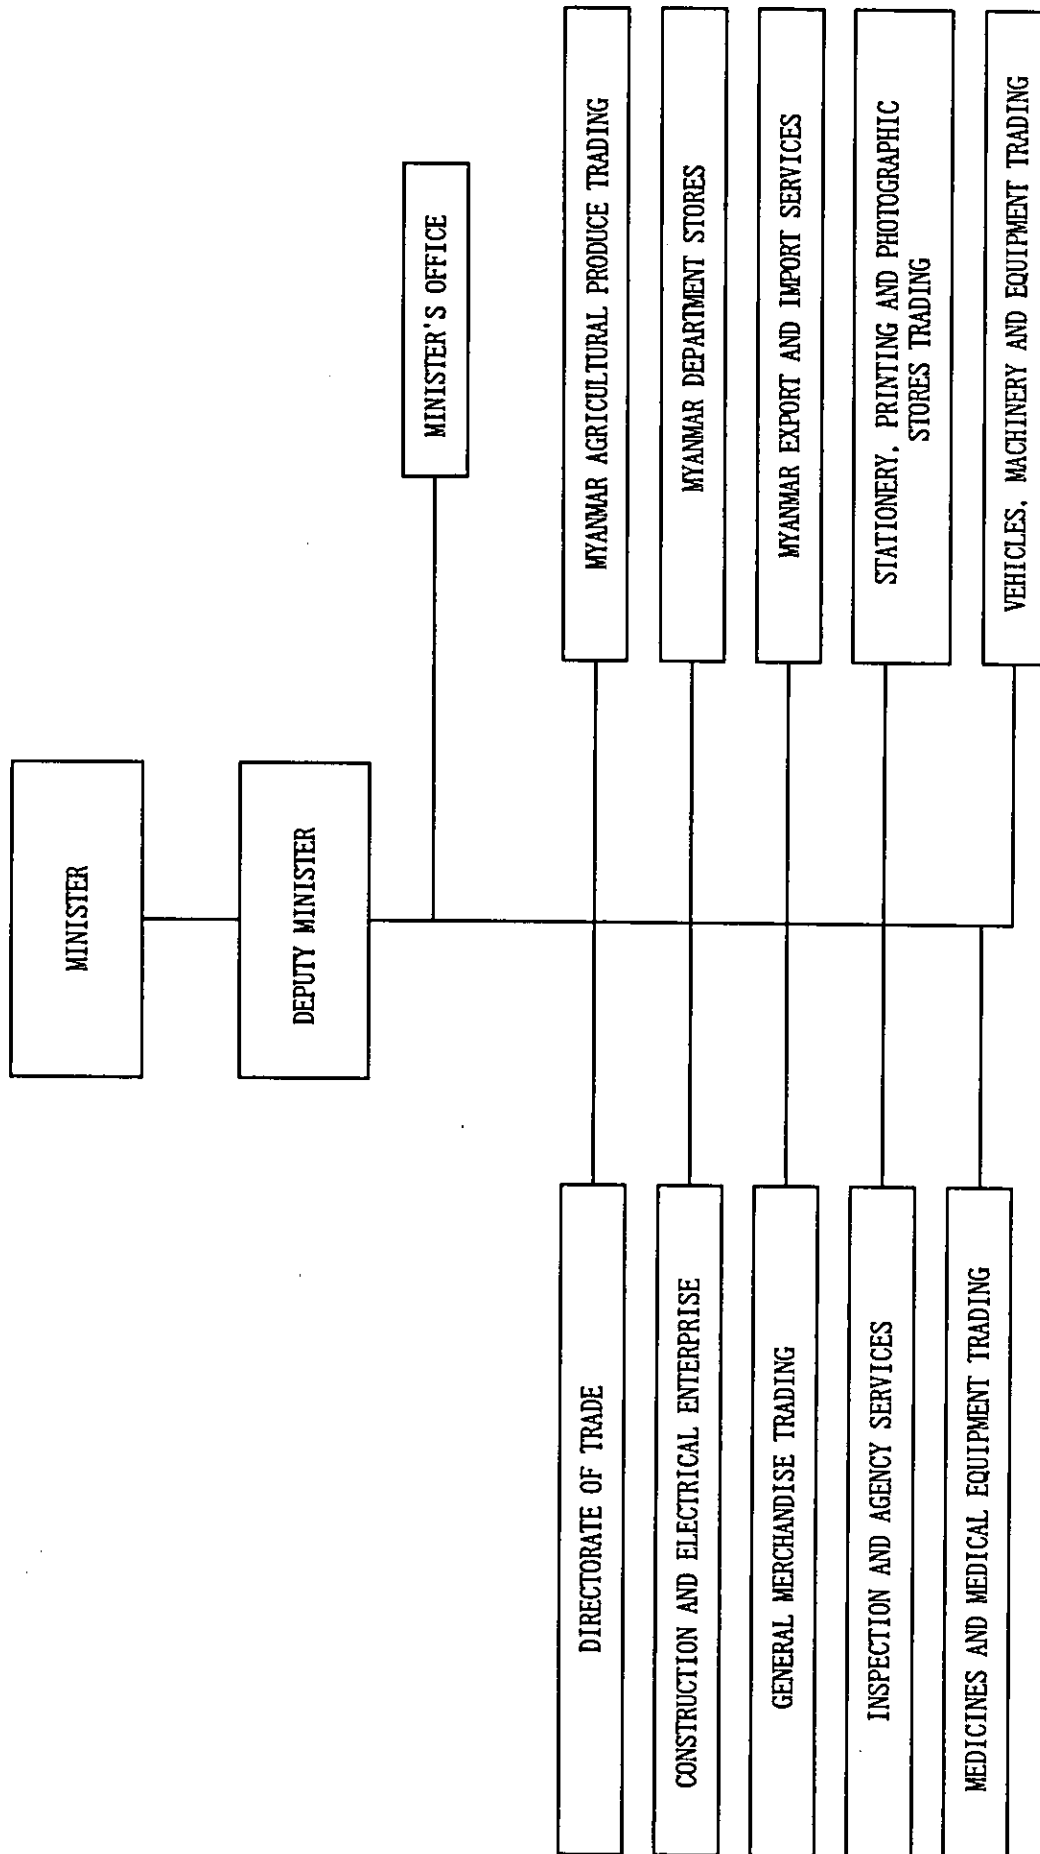 MINISTER
DEPUTY MINISTER
MINISTER'S OFFICE
DIRECTORATE OF TRADE
CONSTRUCTION AND ELECTRICAL ENTERPRISE
GENERAL MERCHANDISE TRADING
INSPECTION AND AGENCY SERVICES
MEDICINES AND MEDICAL EQUIPMENT TRADING
MYANMAR AGRICULTURAL PRODUCE TRADING
MYANMAR DEPARTMENT STORES
MYANMAR EXPORT AND IMPORT SERVICES
STATIONERY, PRINTING AND PHOTOGRAPHIC
STORES TRADING
VEHICLES, MACHINERY AND EQUIPMENT TRADING